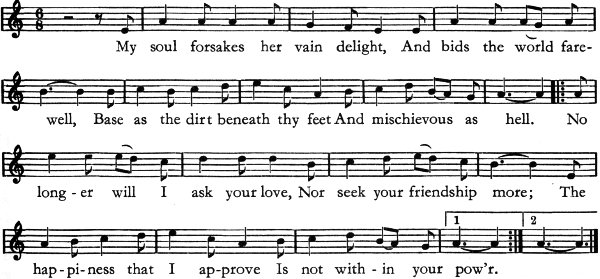 6 8
My soul forsakes her vain delight, And bids the world fare-
well, Base as the dirt beneath thy feet And mischievous as hell. No
long - er will I ask your love, Nor seek your friendship more; The
1 2
hap - pi - ness that I ap - prove Is not with - in your pow'r.